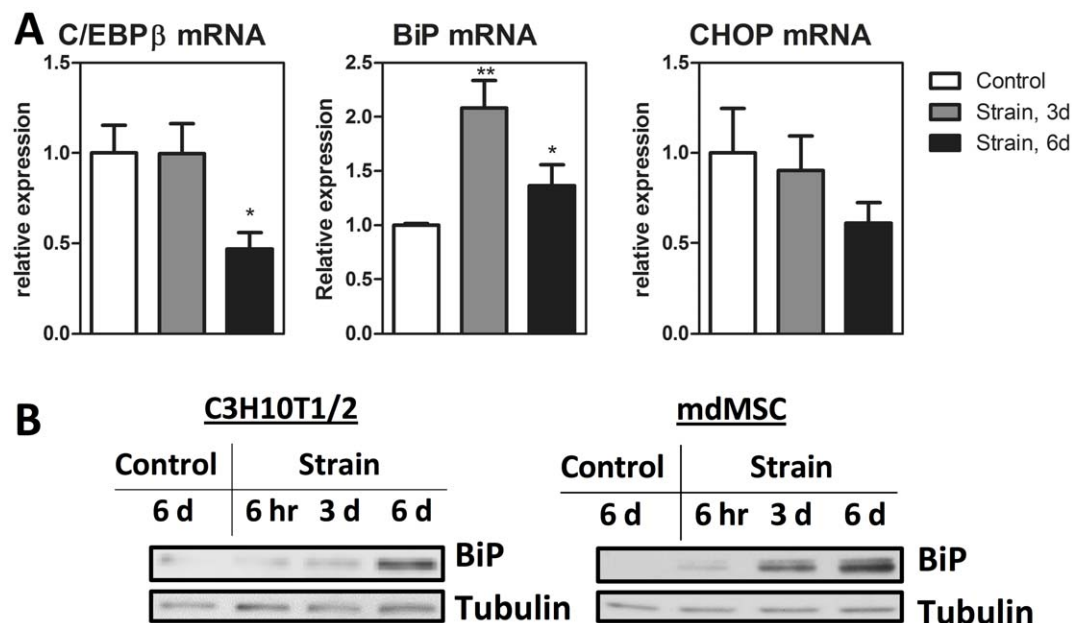 A
C/EBPβ mRNA
BiP mRNA
CHOP mRNA
relative expression
1.5
1.0
0.5
0.0
*
Relative expression
2.5
2.0
1.5
1.0
0.5
0.0
**
*
relative expression
1.5
1.0
0.5
0.0
Control
Strain, 3d
Strain, 6d
B
C3H10T1/2
Control Strain
6 d 6 hr 3 d 6 d
BiP
Tubulin
mdMSC
Control Strain
6 d 6 hr 3 d 6 d
BiP
Tubulin